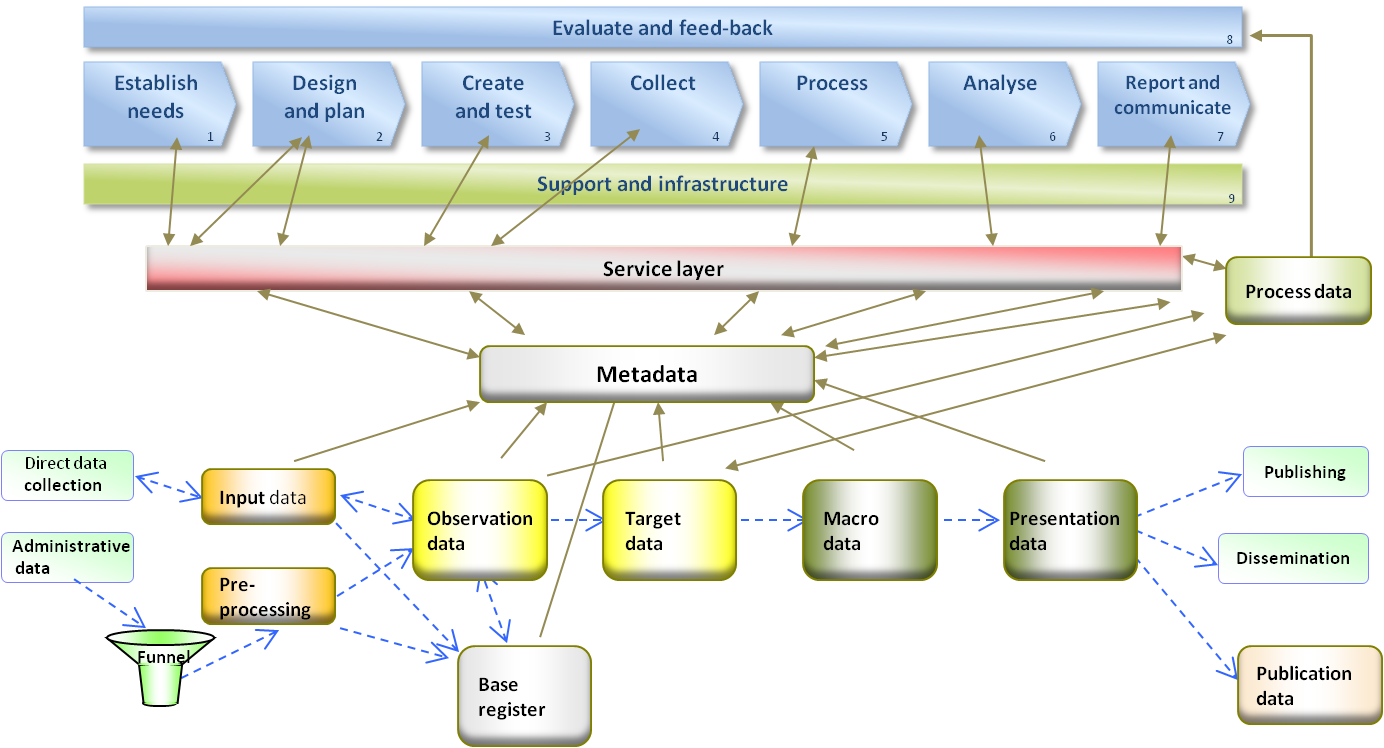 Evaluate and feed-back
8
Establish
needs
1
Design
and plan
2
Create
and test
3
Collect
4
Process
5
Analyse
6
Report and
communicate
7
Support and infrastructure
9
Service layer
Process data
Metadata
Direct data
collection
Input data
Observation
data
Target
data
Macro
data
Presentation
data
Publishing
Administrative
data
Pre-
processing
Dissemination
Funnel
Base
register
Publication
data